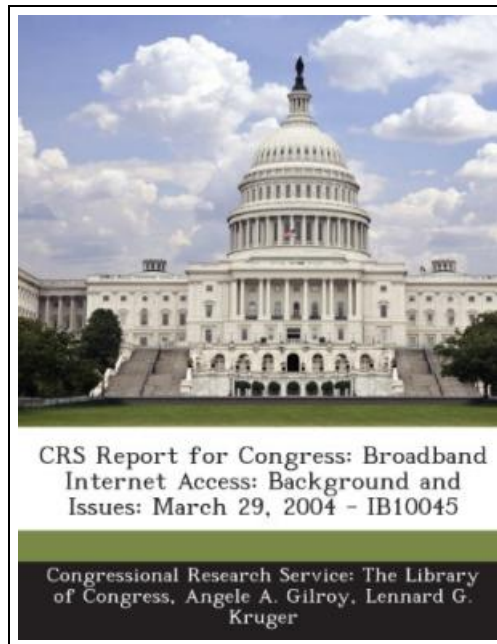 CRS Report for Congress: Broadband
Internet Access: Background and
Issues: March 29, 2004 - IB10045
Congressional Research Service: The Library
of Congress, Angele A. Gilroy, Lennard G.
Kruger